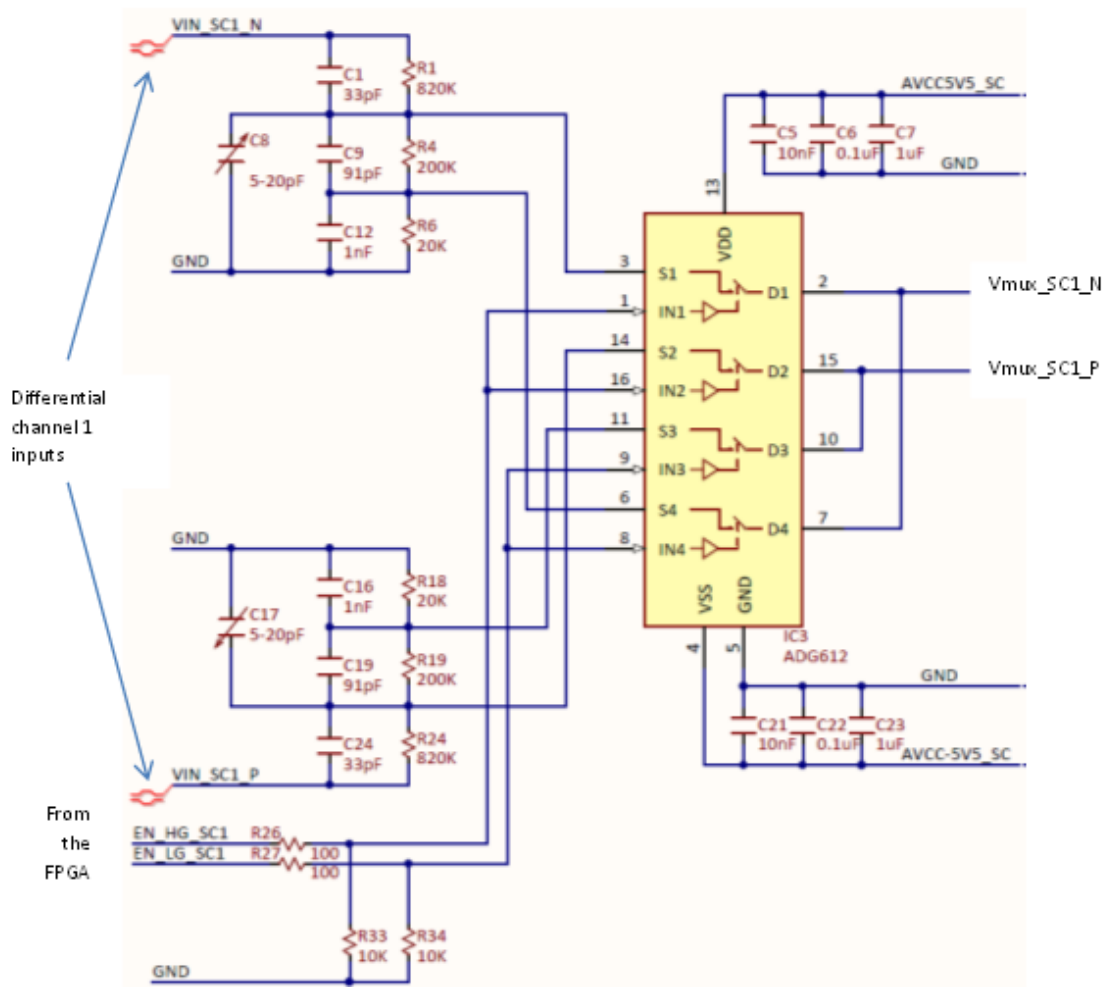 VIN_SC1_N
C1
33pF
R1
820K
C8
5-20pF
C9
91pF
R4
200K
C12
1nF
R6
20K
GND
AVCC5V5_SC
C5
10nF
C6
0.1uF
C7
1uF
GND
13
VDD
3
S1
D1
2
Vmux_SC1_N
1
IN1
14
S2
D2
15
Vmux_SC1_P
16
IN2
11
S3
D3
10
9
IN3
6
S4
D4
7
8
IN4
VSS
GND
4
5
IC3
ADG612
Differential
channel 1
inputs
GND
C16
1nF
R18
20K
C17
5-20pF
C19
91pF
R19
200K
C24
33pF
R24
820K
VIN_SC1_P
GND
C21
10nF
C22
0.1uF
C23
1uF
AVCC-5V5_SC
From
the
FPGA
EN_HG_SC1
R26
100
EN_LG_SC1
R27
100
R33
10K
R34
10K
GND